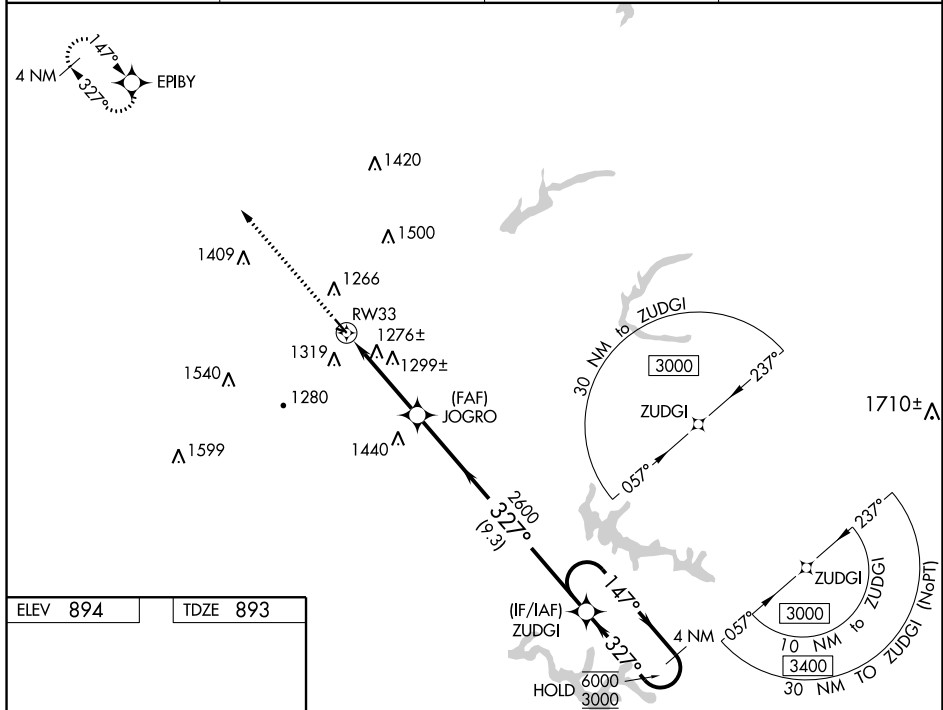 147°
4 NM
EPIBY
327°
1420
1500
1409
1266
RW33
1276±
1319
1299±
30 NM to ZUDGI
3000
237°
1540
1280
(FAF)
JOGRO
ZUDGI
1710±
1599
1440
057°
2600
327°
(9.3)
237°
ZUDGI
147°
(IF/IAF)
ZUDGI
4 NM
327°
057°
3000
10 NM to ZUDGI
3400
30 NM TO ZUDGI (NoPT)
HOLD
6000
3000
ELEV 894
TDZE 893